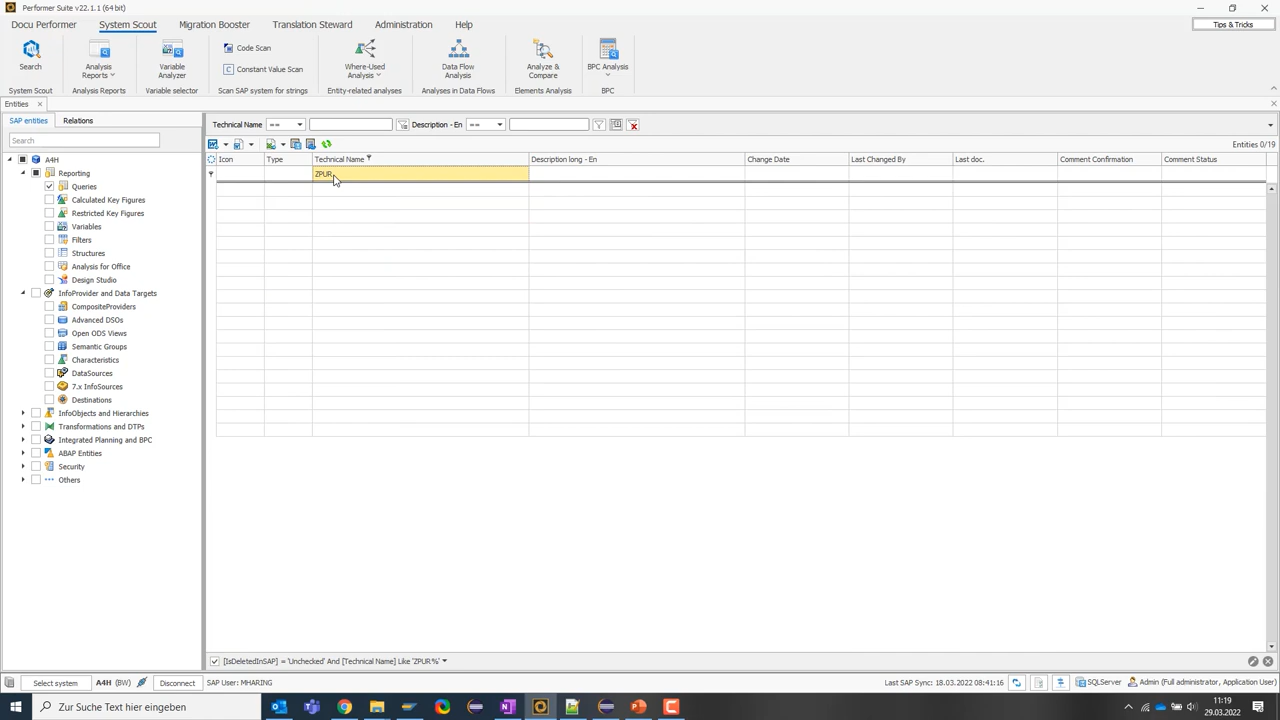 Performer Suite v22.1.1 (64 bit)
Docu Performer System Scout Migration Booster Translation Steward Administration Help
Tips & Tricks
Search
Analysis Reports
Variable Analyzer
Code Scan
Constant Value Scan
Where-Used Analysis
Data Flow Analysis
Analyze & Compare
BPC Analysis
System Scout Analysis Reports Variable selector Scan SAP system for strings Entity-related analyses Analyses in Data Flows Elements Analysis BPC
Entities
SAP entities Relations
Technical Name == Description - En ==
Search
Entities 0/19
Icon Type Technical Name Description long - En Change Date Last Changed By Last doc. Comment Confirmation Comment Status
ZPUR
A4H
Reporting
Queries
Calculated Key Figures
Restricted Key Figures
Variables
Filters
Structures
Analysis for Office
Design Studio
InfoProvider and Data Targets
CompositeProviders
Advanced DSOs
Open ODS Views
Semantic Groups
Characteristics
DataSources
7.x InfoSources
Destinations
InfoObjects and Hierarchies
Transformations and DTPs
Integrated Planning and BPC
ABAP Entities
Security
Others
[IsDeletedInSAP] = 'Unchecked' And [Technical Name] Like 'ZPUR%'
Select system A4H (BW) Disconnect SAP User: MHARING Last SAP Sync: 18.03.2022 08:41:16 SQLServer Admin (Full administrator, Application User)
Zur Suche Text hier eingeben
11:19
29.03.2022